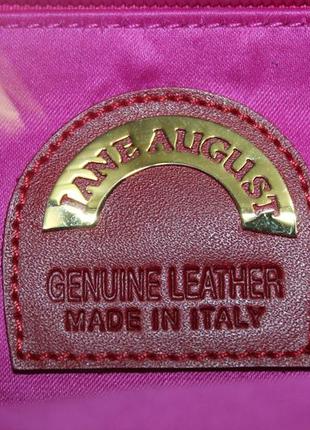 JANE AUGUST
GENUINE LEATHER
MADE IN ITALY